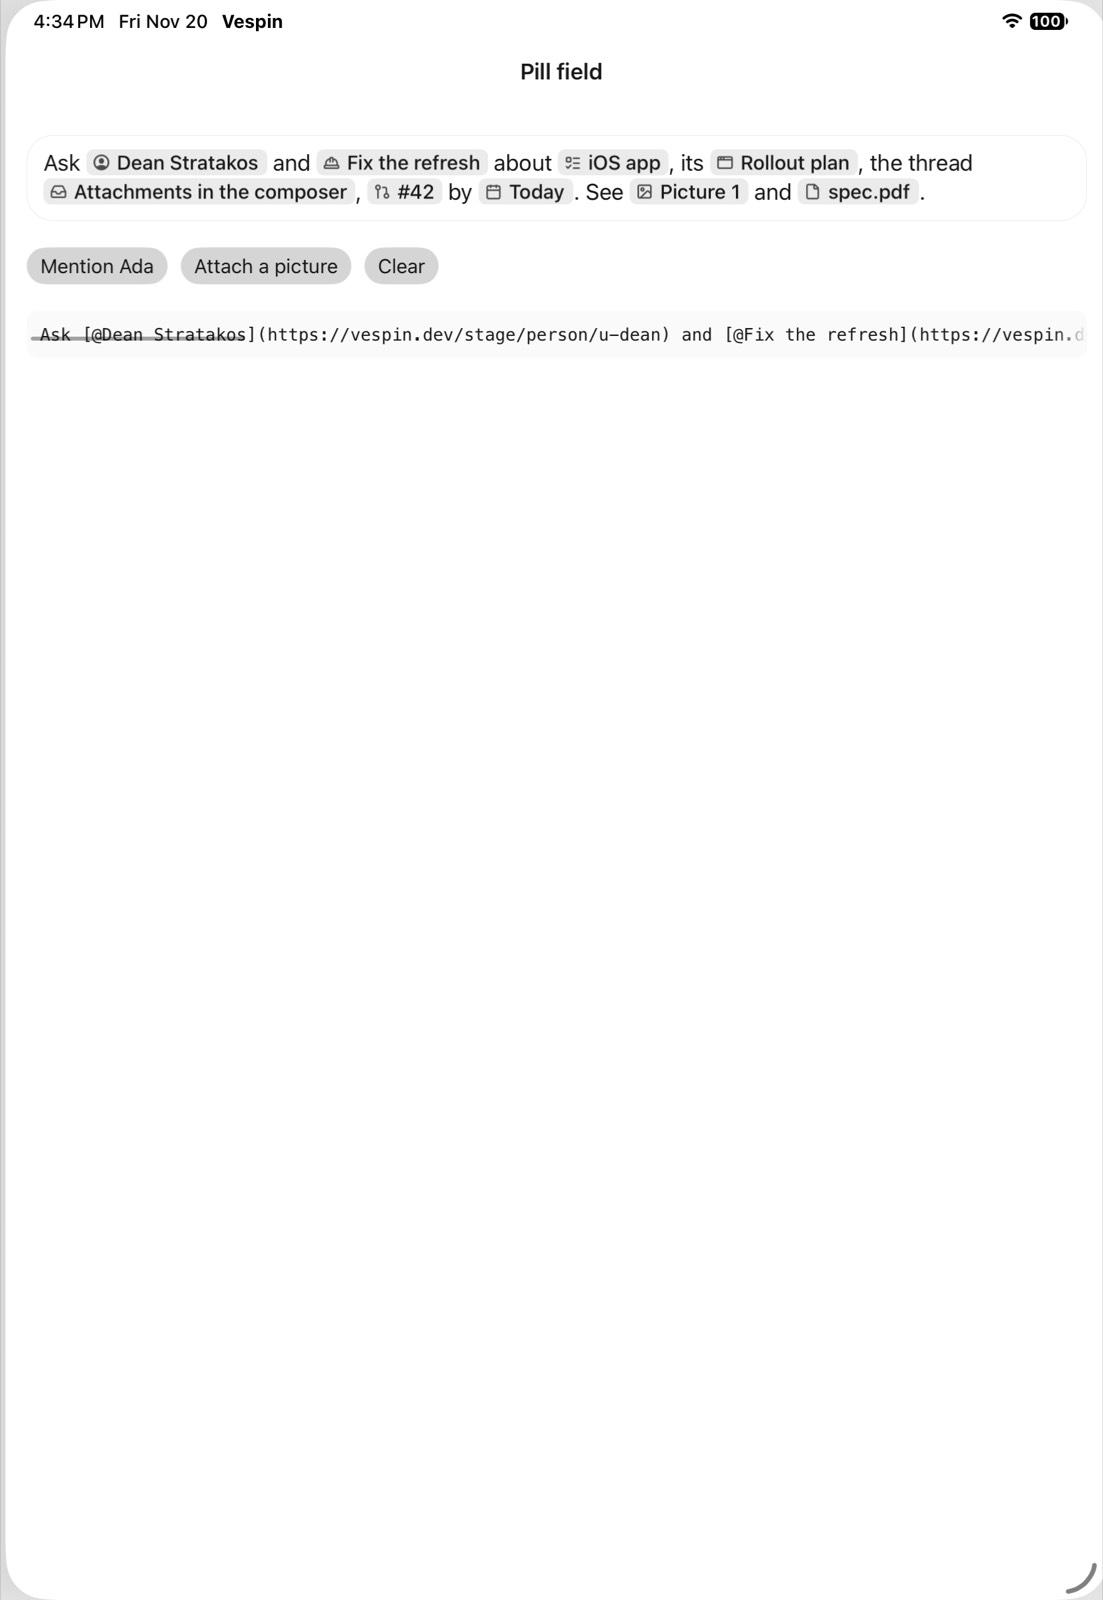 4:34 PM Fri Nov 20 Vespin 100
Pill field
Ask Dean Stratakos and Fix the refresh about iOS app , its Rollout plan , the thread
Attachments in the composer , #42 by Today . See Picture 1 and spec.pdf .
Mention Ada Attach a picture Clear
Ask [@Dean Stratakos](https://vespin.dev/stage/person/u-dean) and [@Fix the refresh](https://vespin.d